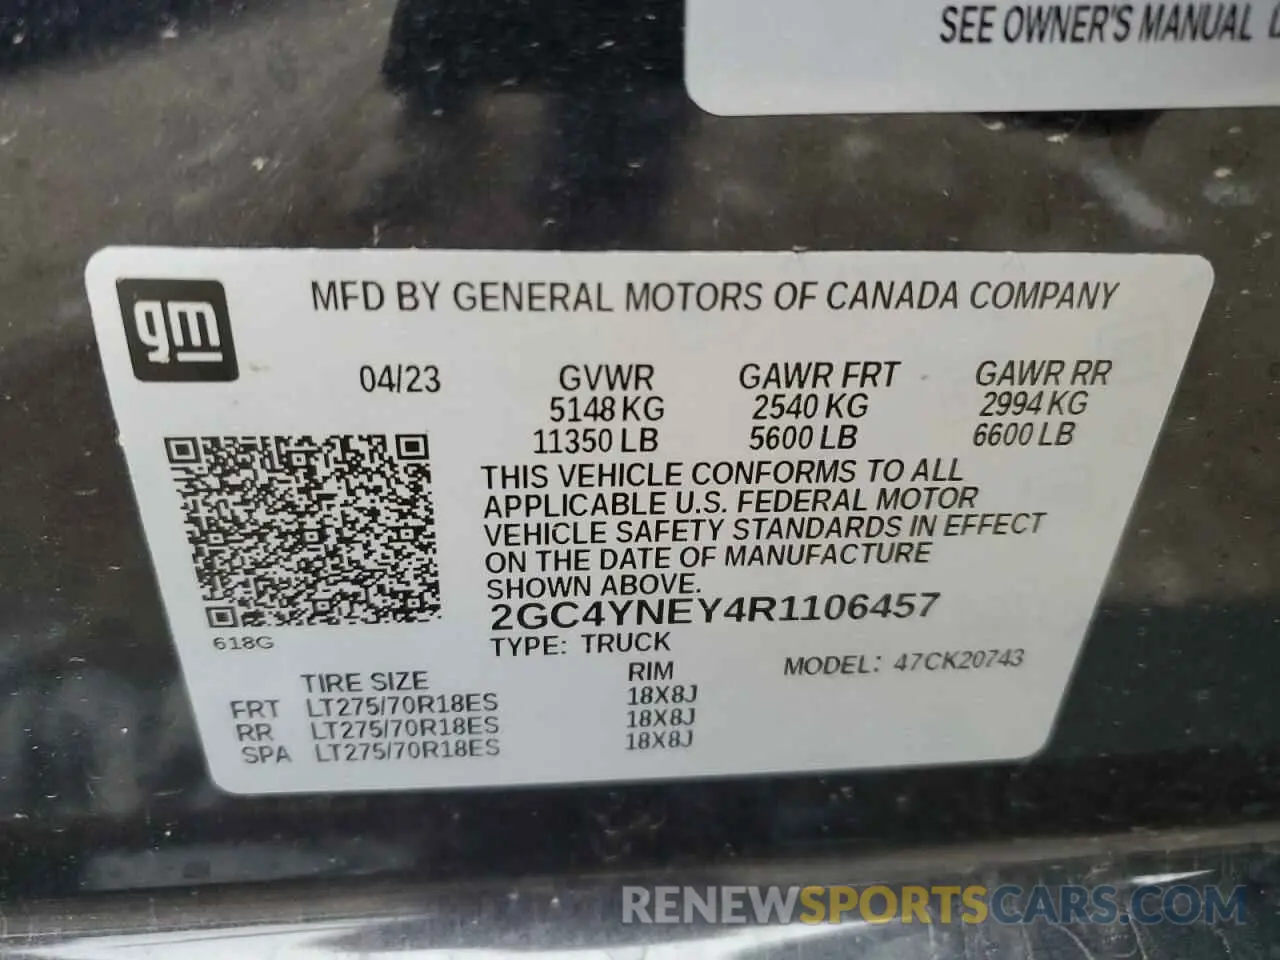 SEE OWNER'S MANUAL
gm
MFD BY GENERAL MOTORS OF CANADA COMPANY
04/23 GVWR GAWR FRT GAWR RR
5148 KG 2540 KG 2994 KG
11350 LB 5600 LB 6600 LB
THIS VEHICLE CONFORMS TO ALL
APPLICABLE U.S. FEDERAL MOTOR
VEHICLE SAFETY STANDARDS IN EFFECT
ON THE DATE OF MANUFACTURE
SHOWN ABOVE.
2GC4YNEY4R1106457
618G
TYPE: TRUCK
MODEL: 47CK20743
TIRE SIZE RIM
FRT LT275/70R18ES 18X8J
RR LT275/70R18ES 18X8J
SPA LT275/70R18ES 18X8J
RENEWSPORTSCARS.COM